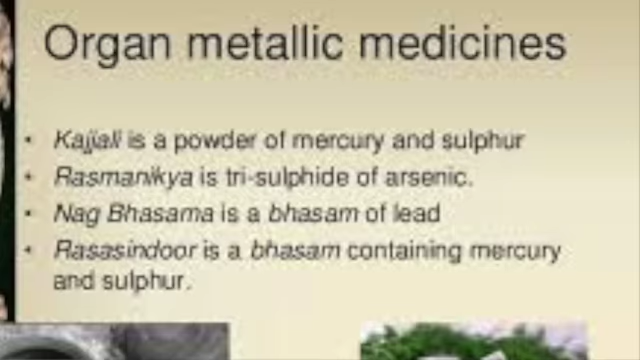 Organ metallic medicines
• Kajjali is a powder of mercury and sulphur
• Rasmanikya is tri-sulphide of arsenic.
• Nag Bhasama is a bhasam of lead
• Rasasindoor is a bhasam containing mercury
and sulphur.